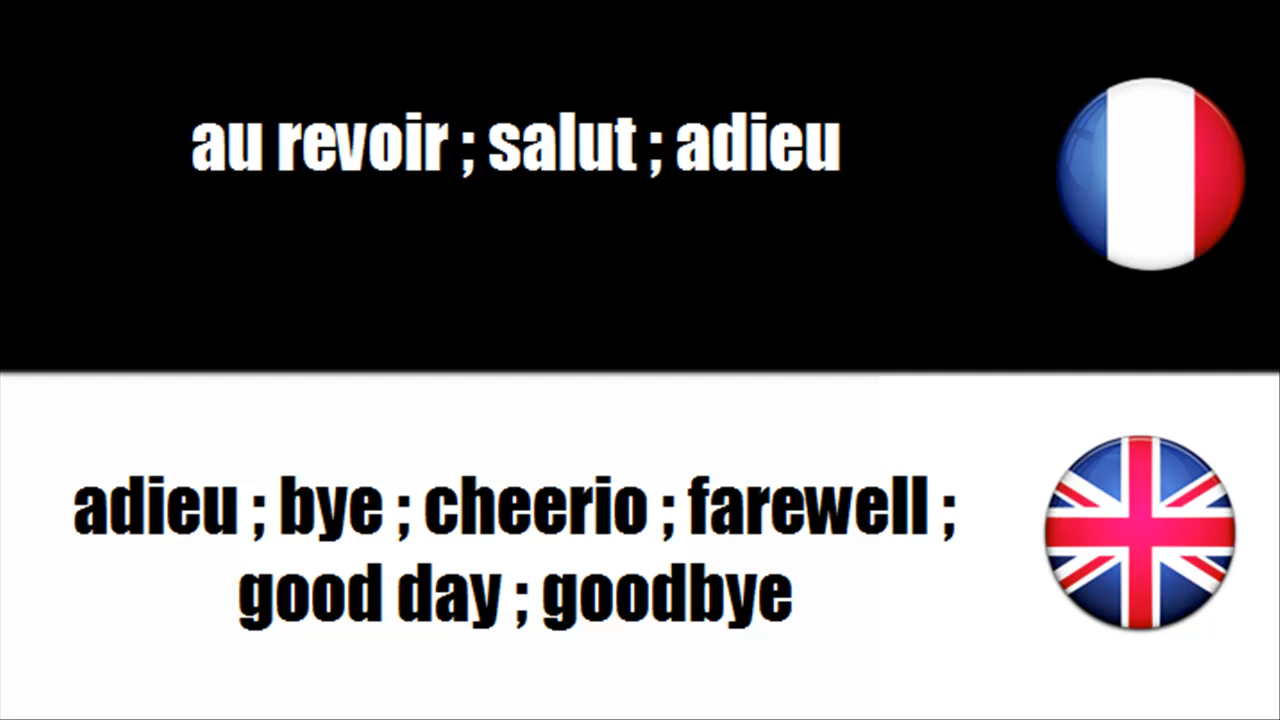 au revoir ; salut ; adieu
adieu ; bye ; cheerio ; farewell ;
good day ; goodbye